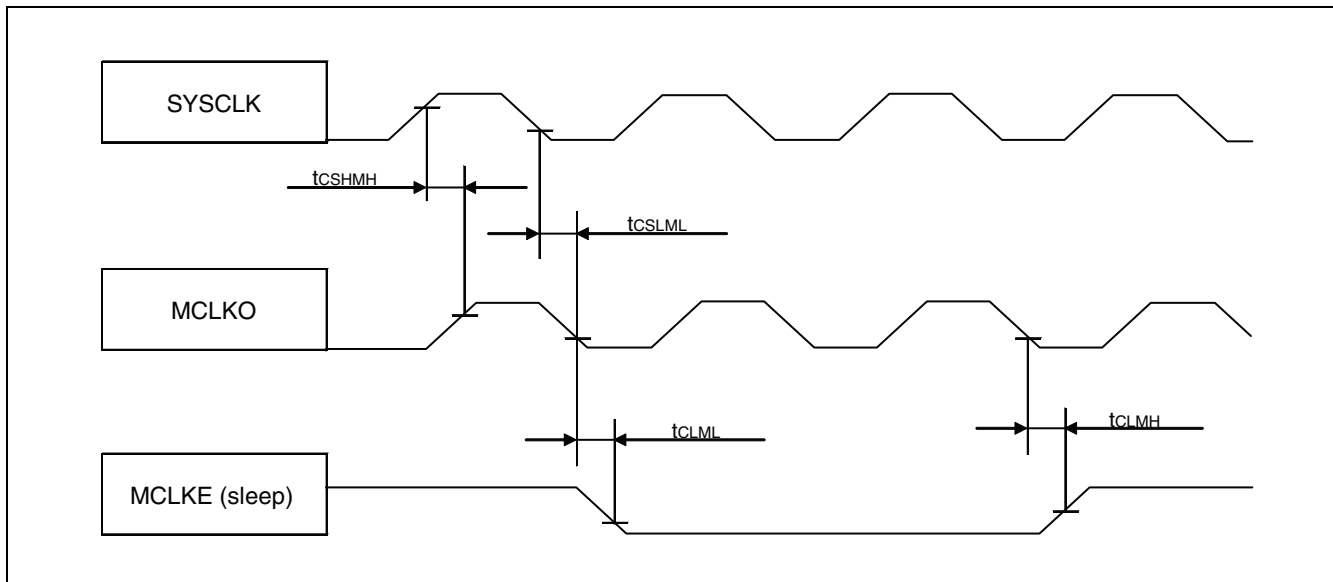 SYSCLK
tCSHMH
tCSLML
MCLKO
tCLML
tCLMH
MCLKE (sleep)